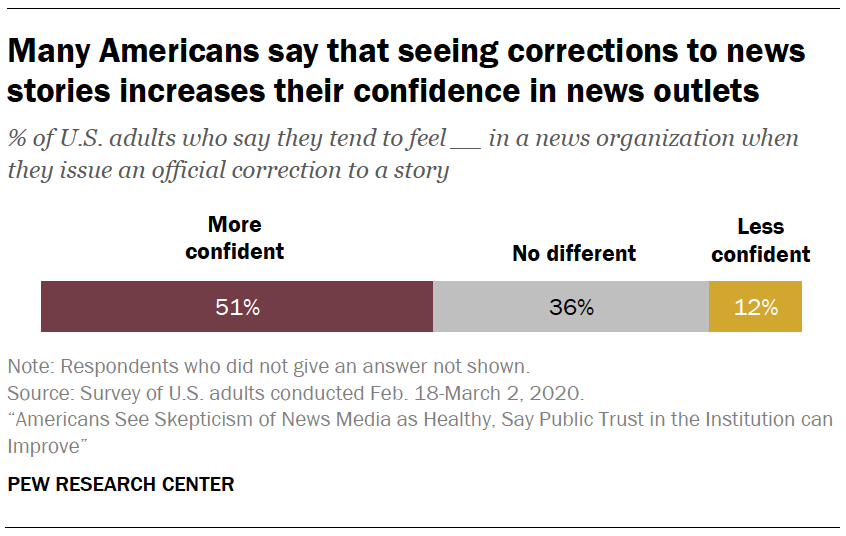 Many Americans say that seeing corrections to news
stories increases their confidence in news outlets
% of U.S. adults who say they tend to feel __ in a news organization when
they issue an official correction to a story
More
confident
No different
Less
confident
51%
36%
12%
Note: Respondents who did not give an answer not shown.
Source: Survey of U.S. adults conducted Feb. 18-March 2, 2020.
“Americans See Skepticism of News Media as Healthy, Say Public Trust in the Institution can
Improve”
PEW RESEARCH CENTER